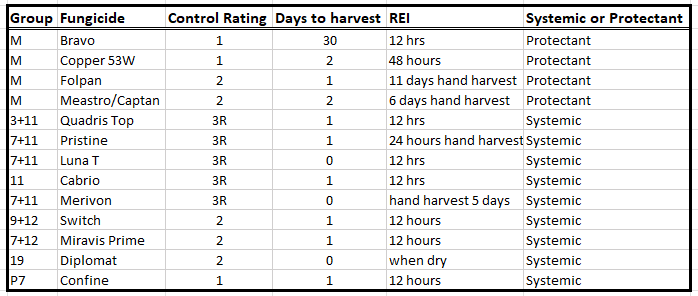 Group Fungicide Control Rating Days to harvest REI Systemic or Protectant
M Bravo 1 30 12 hrs Protectant
M Copper 53W 1 2 48 hours Protectant
M Folpan 2 1 11 days hand harvest Protectant
M Meastro/Captan 2 2 6 days hand harvest Protectant
3+11 Quadris Top 3R 1 12 hrs Systemic
7+11 Pristine 3R 1 24 hours hand harvest Systemic
7+11 Luna T 3R 0 12 hrs Systemic
11 Cabrio 3R 1 12 hrs Systemic
7+11 Merivon 3R 0 hand harvest 5 days Systemic
9+12 Switch 2 1 12 hours Systemic
7+12 Miravis Prime 2 1 12 hours Systemic
19 Diplomat 2 0 when dry Systemic
P7 Confine 1 1 12 hours Systemic